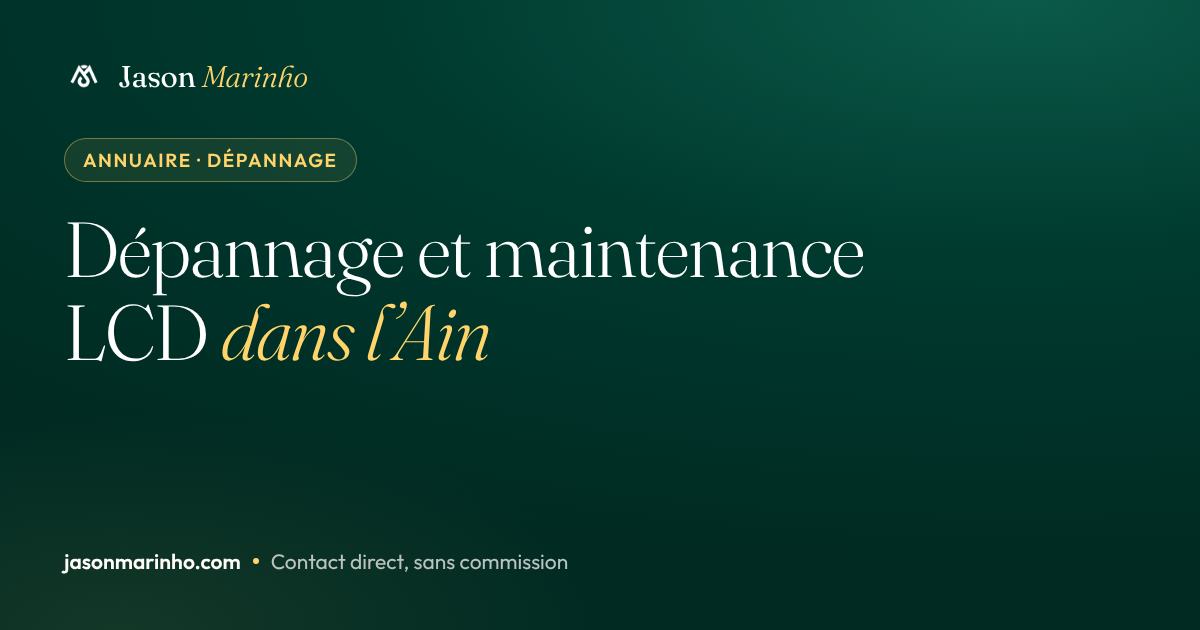 Jason Marinho
ANNUAIRE · DÉPANNAGE
Dépannage et maintenance
LCD dans l’Ain
jasonmarinho.com • Contact direct, sans commission